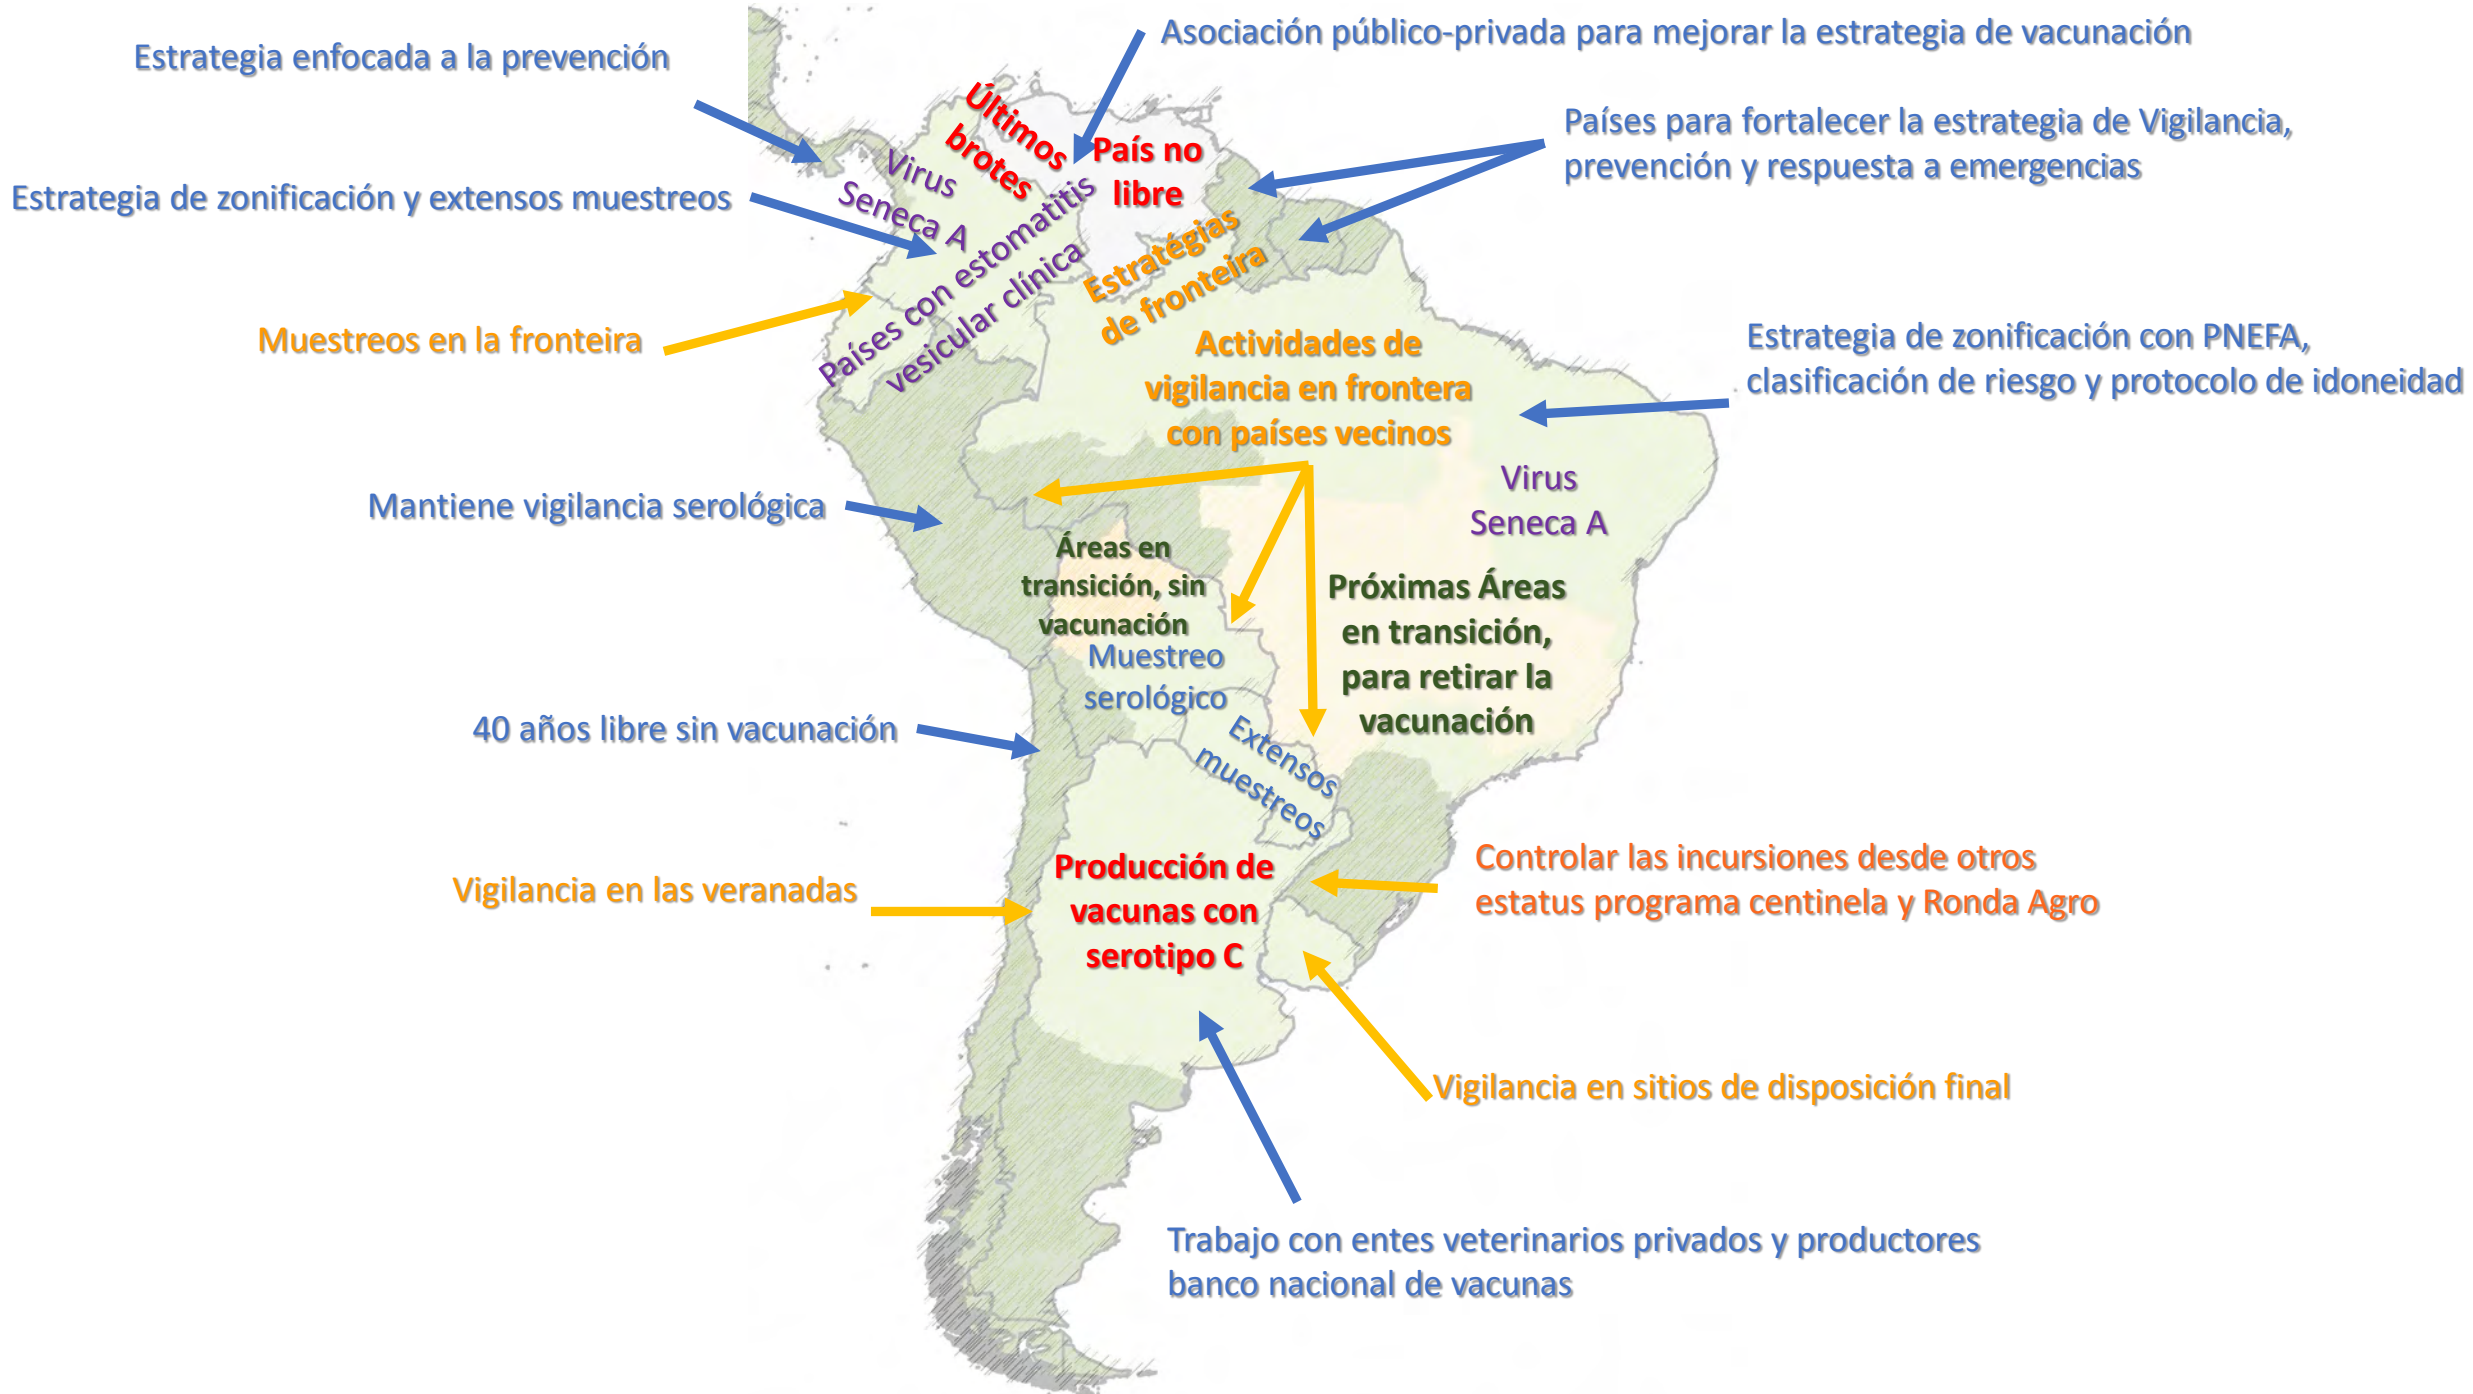 Asociación público-privada para mejorar la estrategia de vacunación
Estrategia enfocada a la prevención
Últimos
brotes
País no
libre
Países para fortalecer la estrategia de Vigilancia,
prevención y respuesta a emergencias
Virus
Seneca A
Estrategia de zonificación y extensos muestreos
Países con estomatitis
vesicular clínica
Estratégias
de fronteira
Muestreos en la fronteira
Actividades de
vigilancia en frontera
con países vecinos
Estrategia de zonificación con PNEFA,
clasificación de riesgo y protocolo de idoneidad
Virus
Seneca A
Mantiene vigilancia serológica
Áreas en
transición, sin
vacunación
Muestreo
serológico
Próximas Áreas
en transición,
para retirar la
vacunación
40 años libre sin vacunación
Extensos
muestreos
Producción de
vacunas con
serotipo C
Controlar las incursiones desde otros
estatus programa centinela y Ronda Agro
Vigilancia en las veranadas
Vigilancia en sitios de disposición final
Trabajo con entes veterinarios privados y productores
banco nacional de vacunas